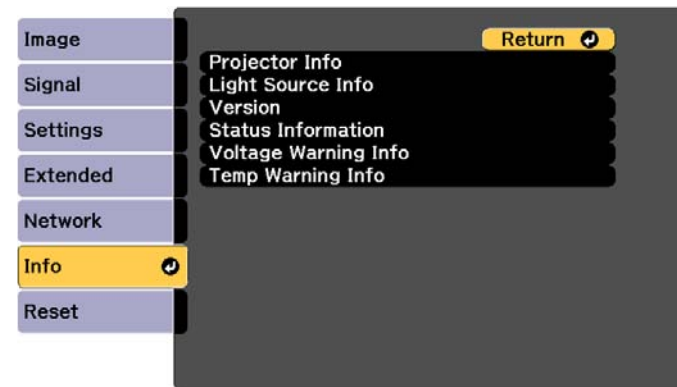 Image
Signal
Settings
Extended
Network
Info
Reset
Return
Projector Info
Light Source Info
Version
Status Information
Voltage Warning Info
Temp Warning Info